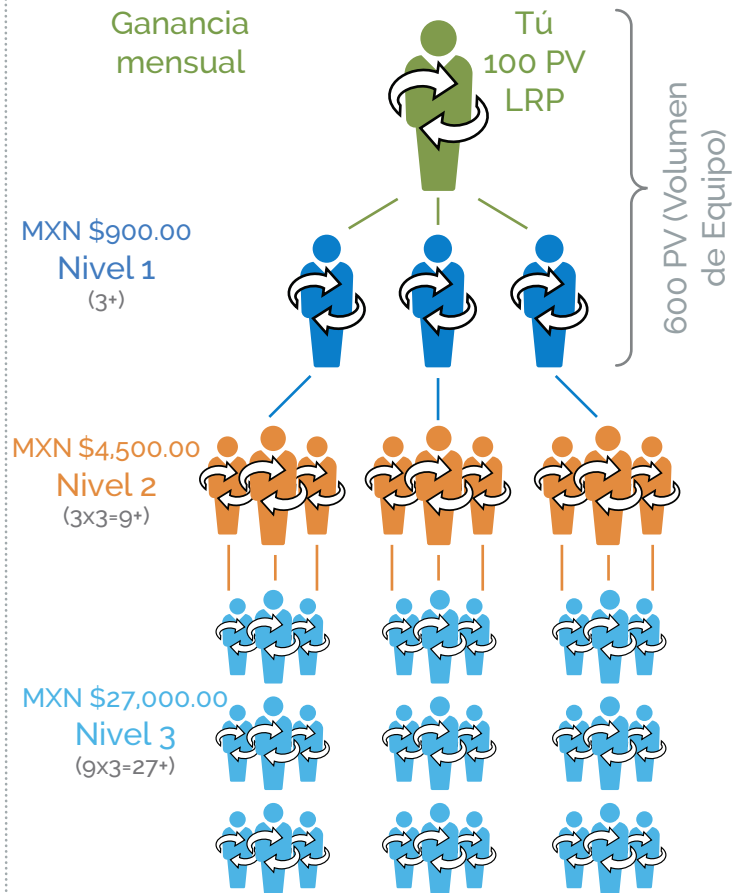 Ganancia
mensual
Tú
100 PV
LRP
600 PV (Volumen
de Equipo)
MXN $900.00
Nivel 1
(3+)
MXN $4,500.00
Nivel 2
(3x3=9+)
MXN $27,000.00
Nivel 3
(9x3=27+)